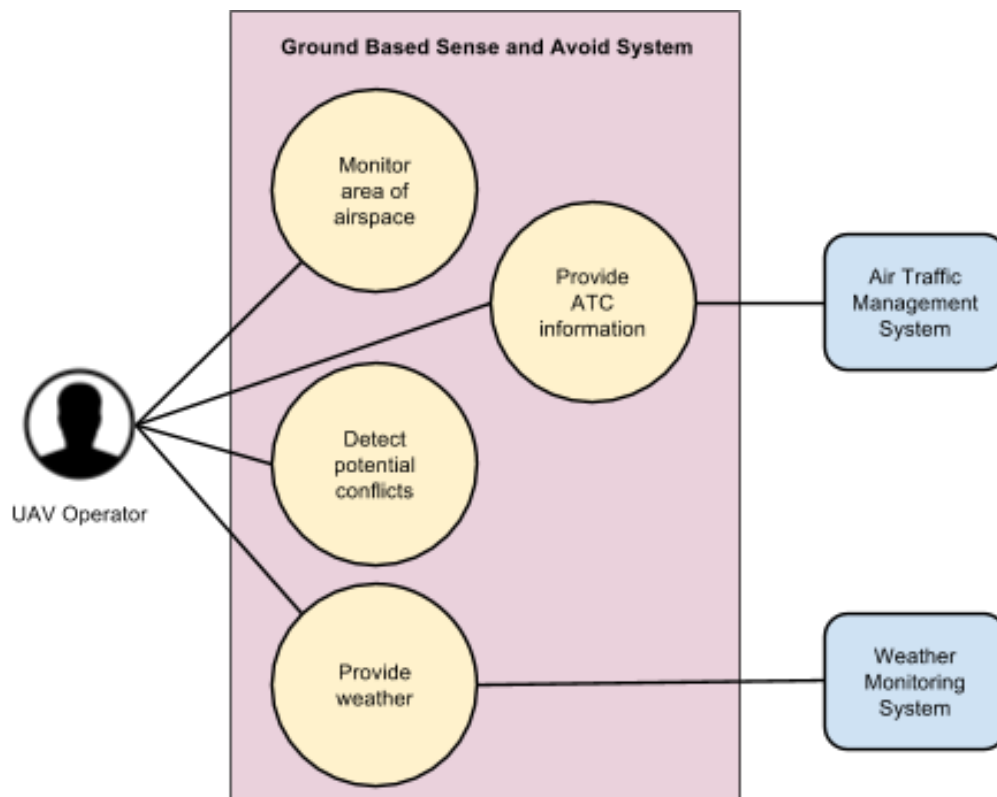 Ground Based Sense and Avoid System
Monitor
area of
airspace
Provide
ATC
information
Air Traffic
Management
System
Detect
potential
conflicts
UAV Operator
Provide
weather
Weather
Monitoring
System